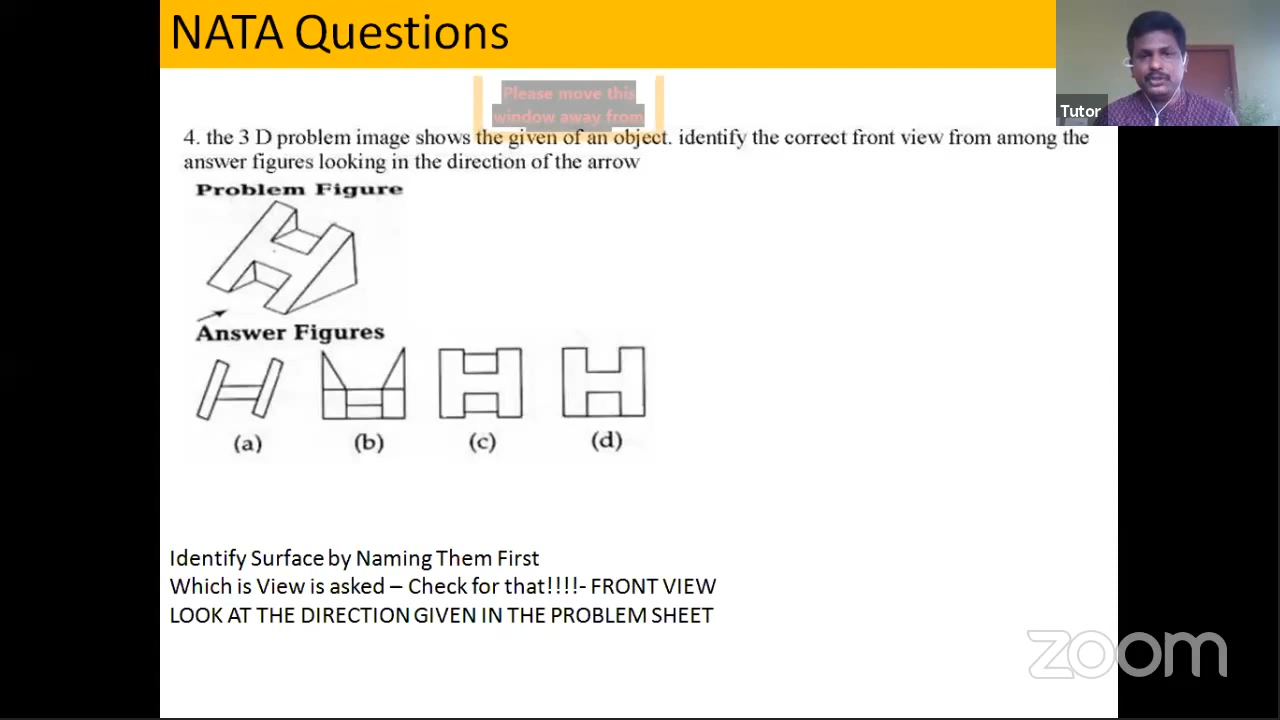 NATA Questions
Please move this
window away from
Tutor
4. the 3 D problem image shows the given of an object. identify the correct front view from among the
answer figures looking in the direction of the arrow
Problem Figure
Answer Figures
(a) (b) (c) (d)
Identify Surface by Naming Them First
Which is View is asked – Check for that!!!!- FRONT VIEW
LOOK AT THE DIRECTION GIVEN IN THE PROBLEM SHEET
zoom